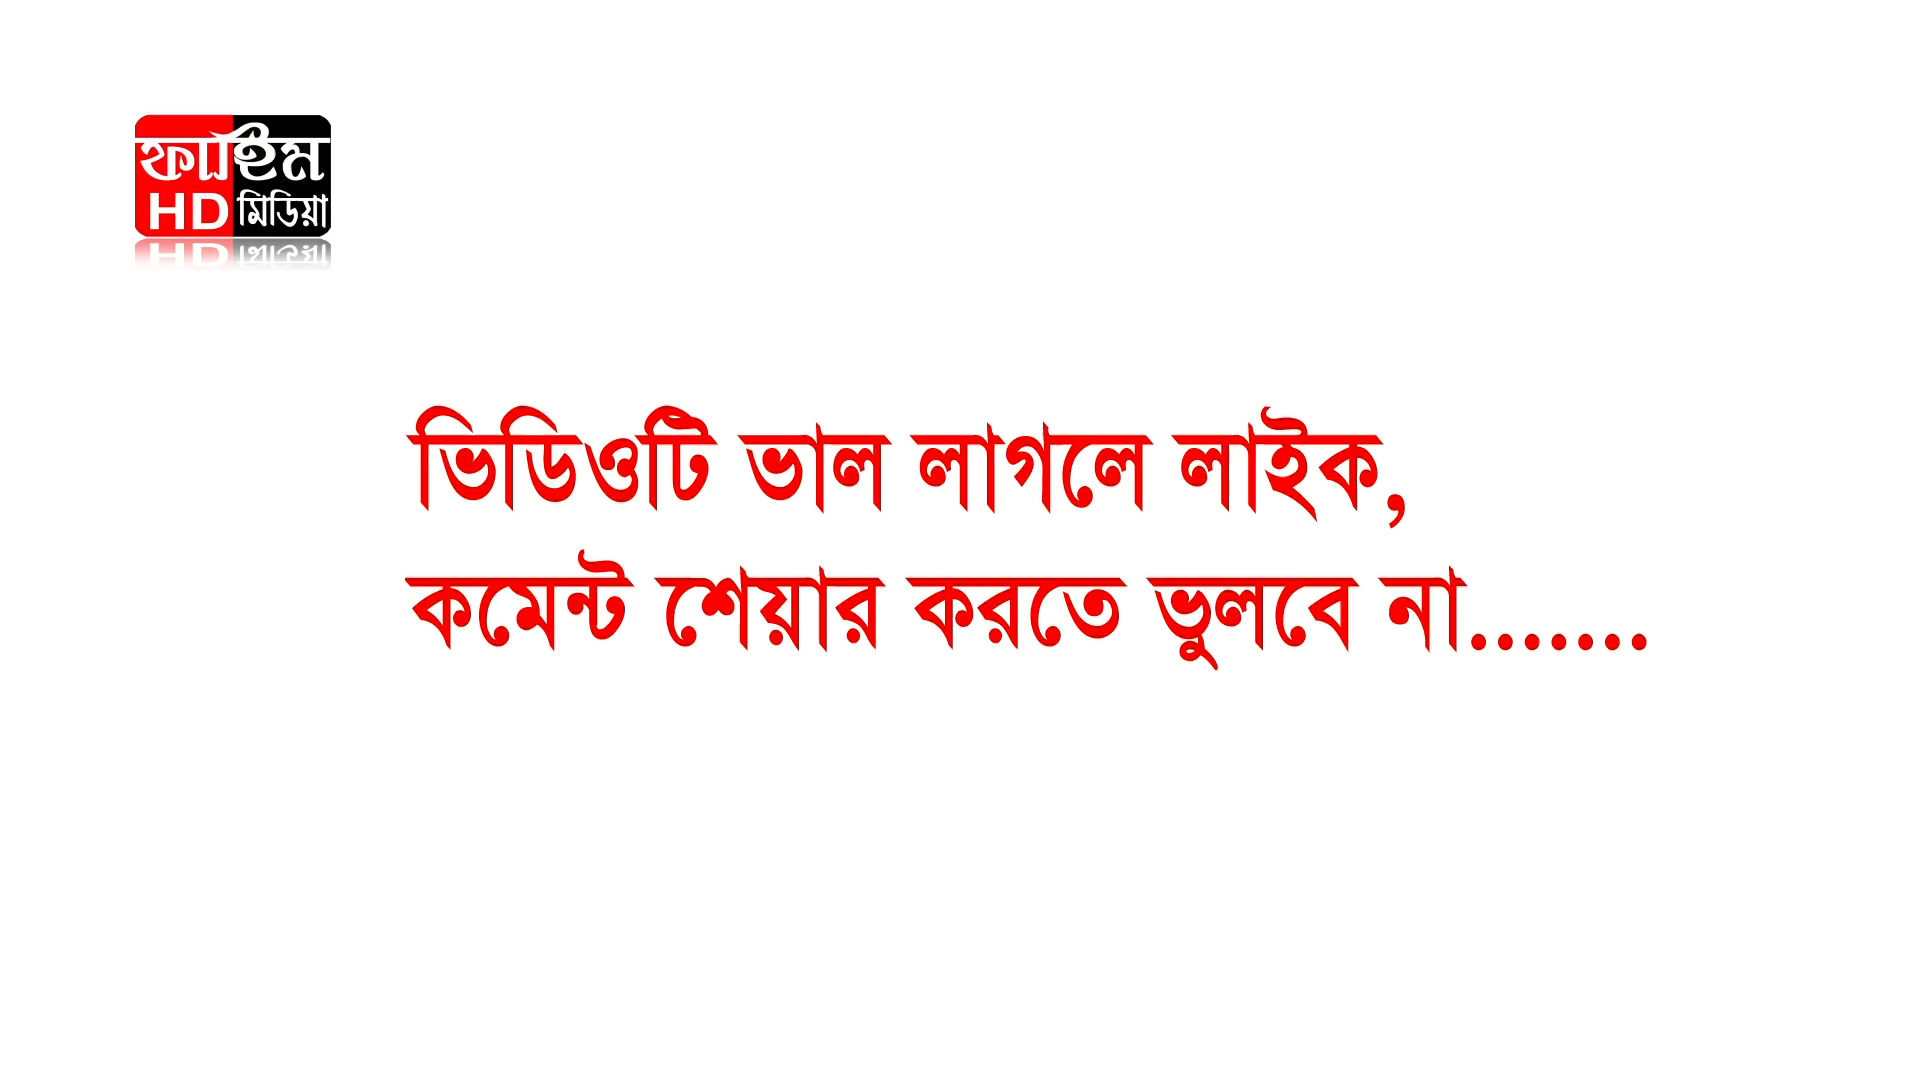 ফাহিম
HD মিডিয়া
ভিডিওটি ভাল লাগলে লাইক,
কমেন্ট শেয়ার করতে ভুলবে না.......